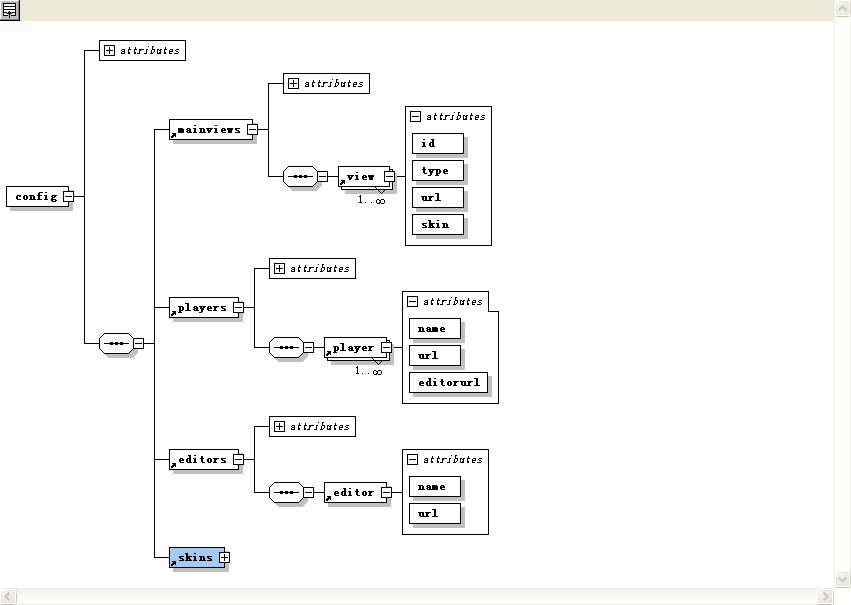 config
attributes
mainviews
attributes
view
1..∞
attributes
id
type
url
skin
players
attributes
player
1..∞
attributes
name
url
editorurl
editors
attributes
editor
attributes
name
url
skins